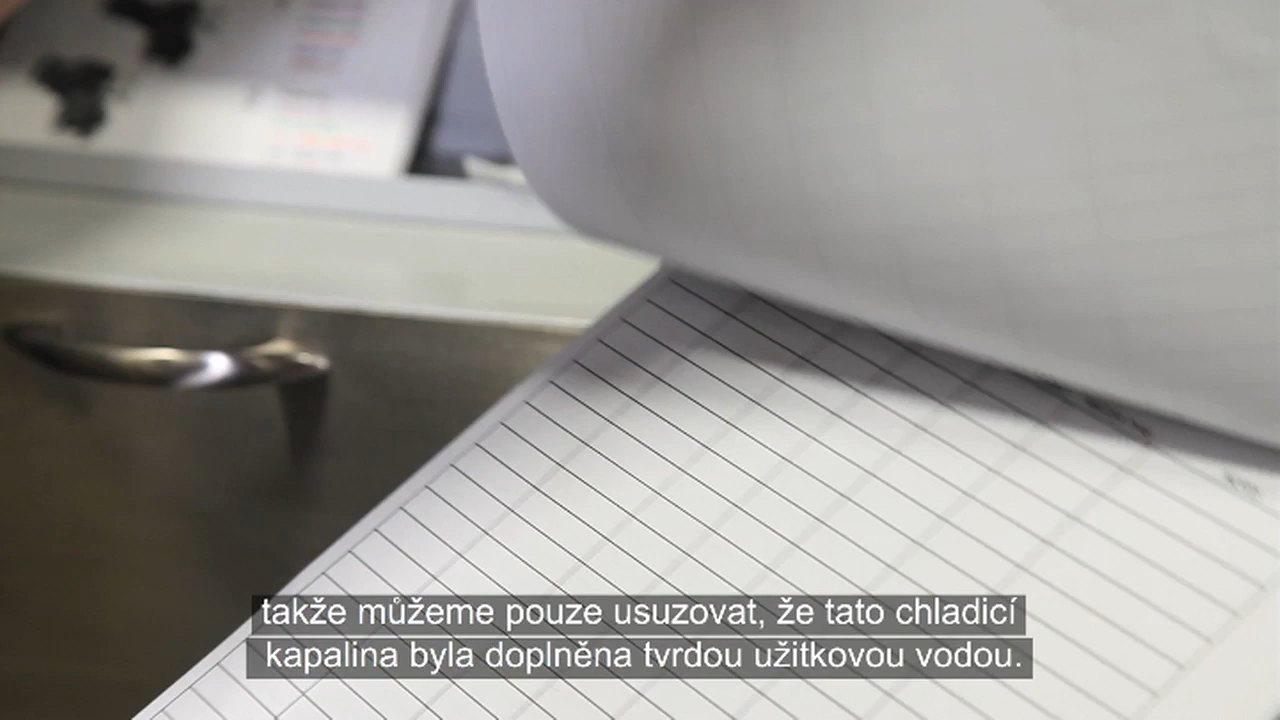 takže můžeme pouze usuzovat, že tato chladicí
kapalina byla doplněna tvrdou užitkovou vodou.